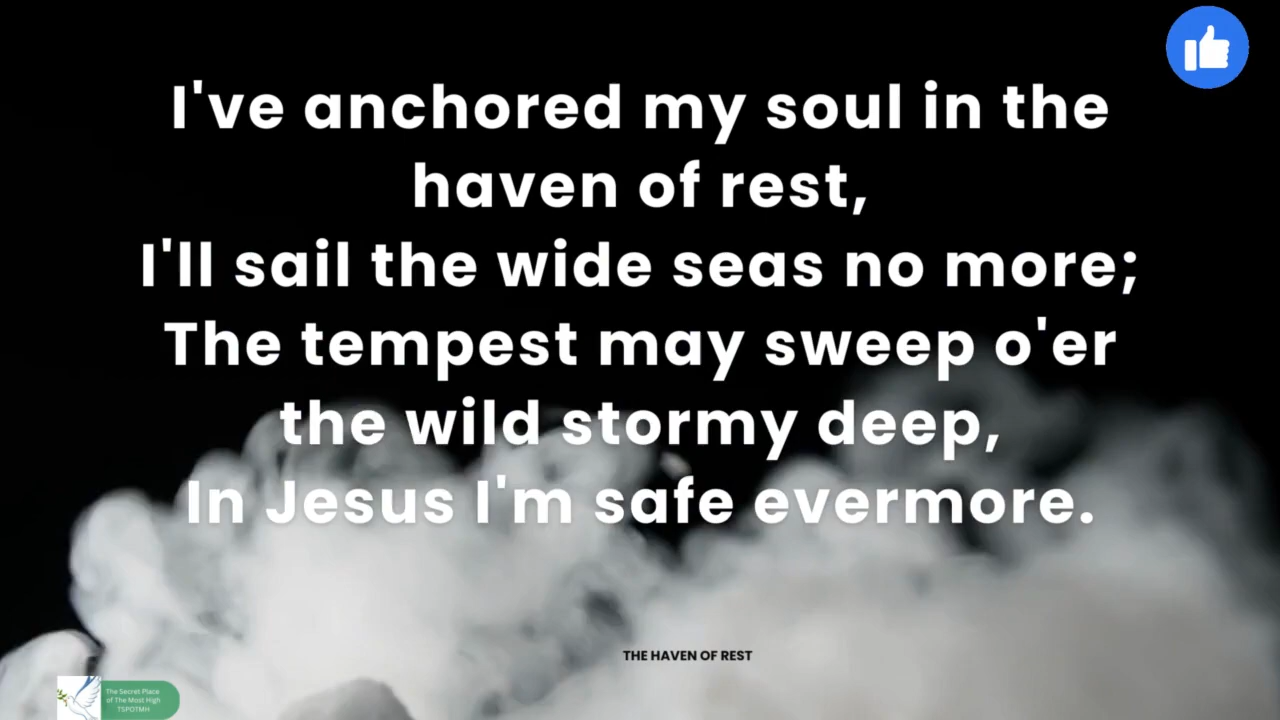 I've anchored my soul in the
haven of rest,
I'll sail the wide seas no more;
The tempest may sweep o'er
the wild stormy deep,
In Jesus I'm safe evermore.
THE HAVEN OF REST
The Secret Place
of The Most High
TSPOTMH